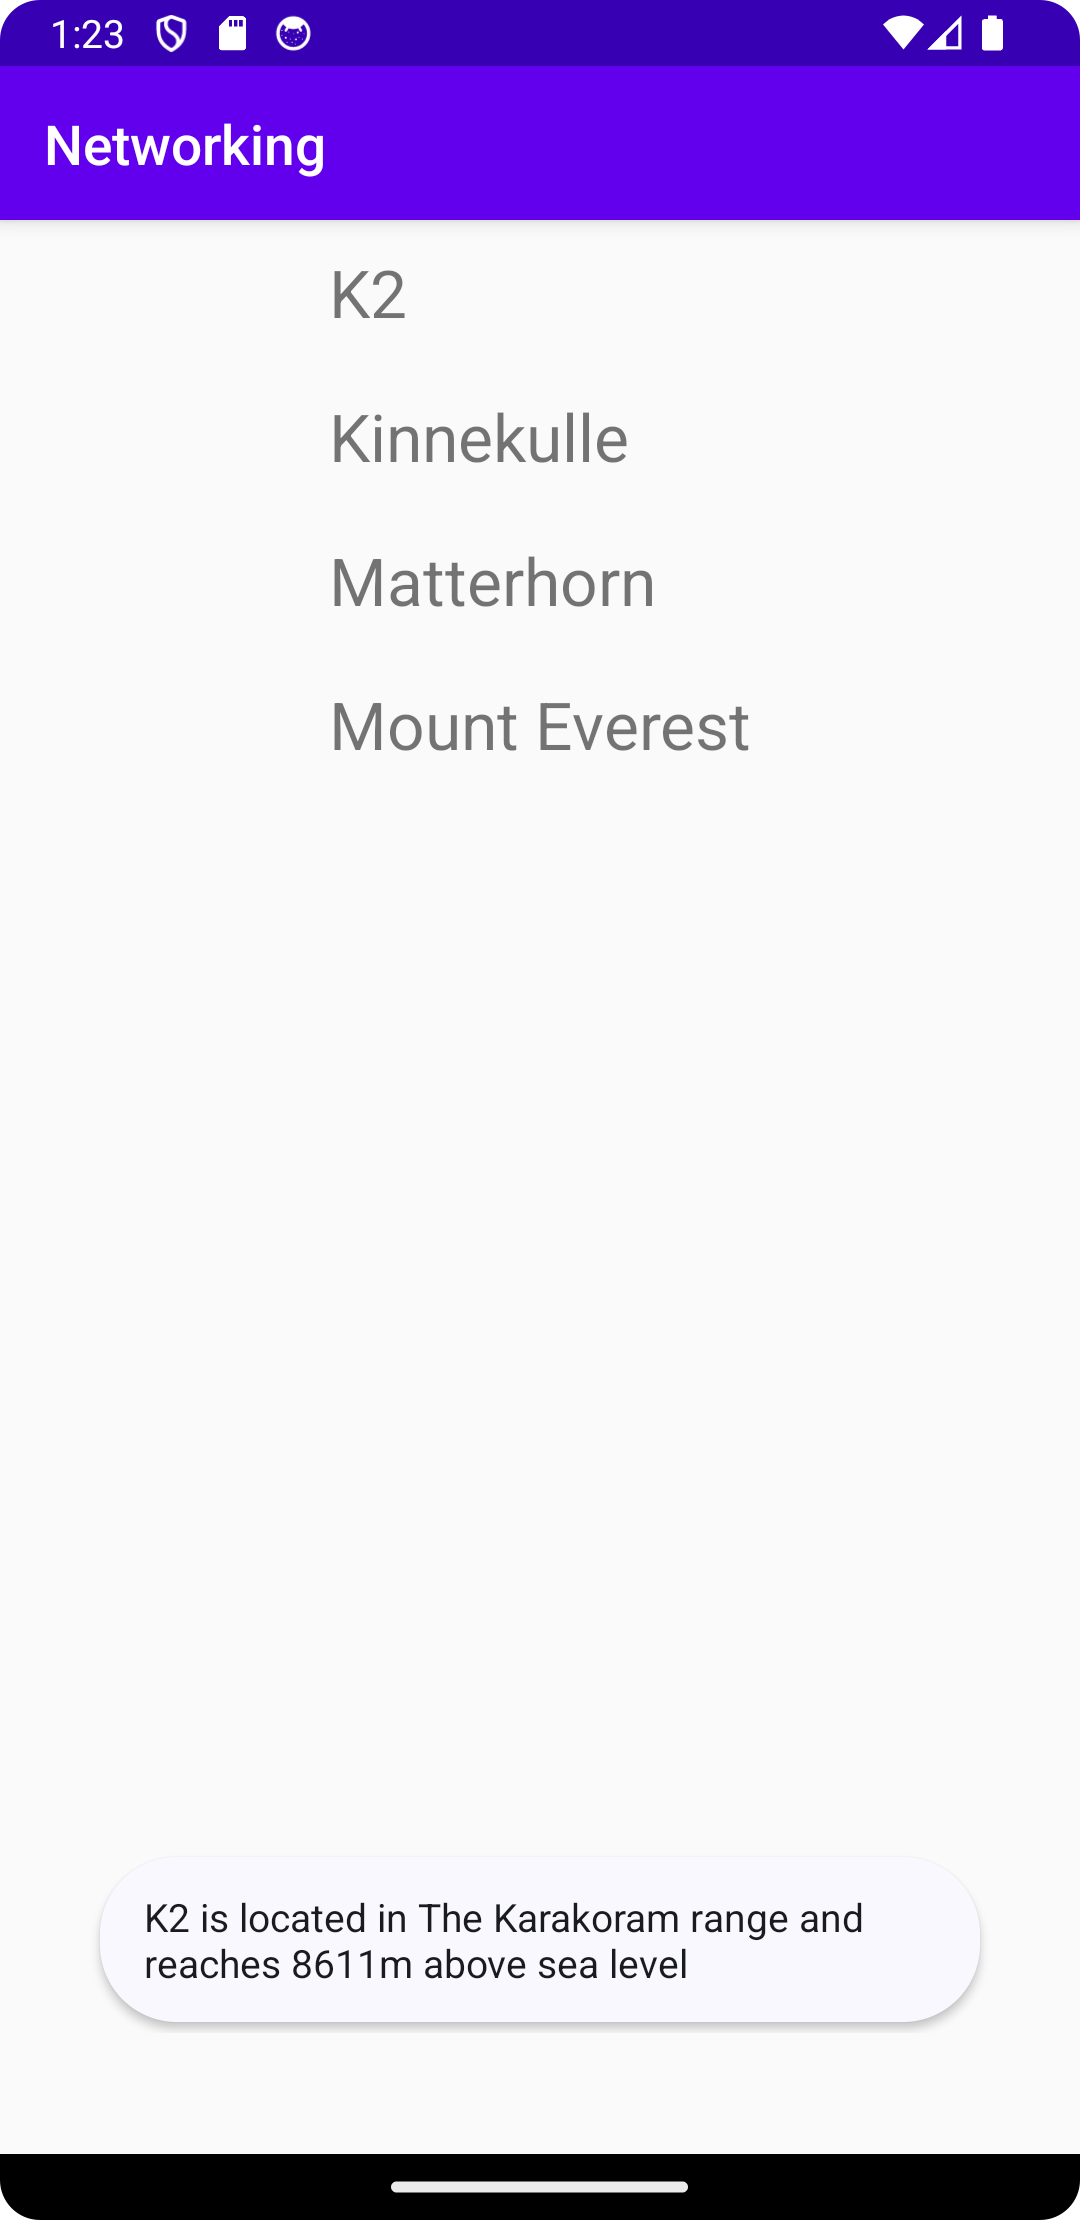 1:23
Networking
K2
Kinnekulle
Matterhorn
Mount Everest
K2 is located in The Karakoram range and
reaches 8611m above sea level